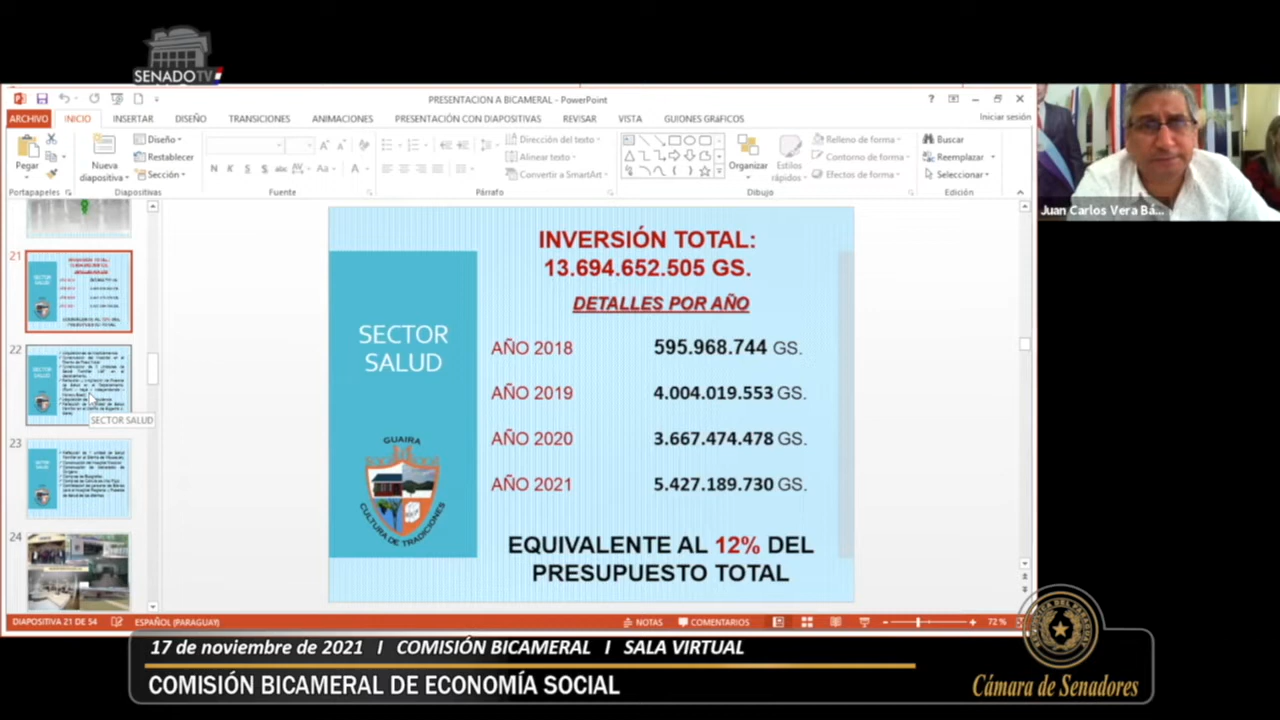 SENADO TV
PRESENTACION A BICAMERAL - PowerPoint
?
Iniciar sesión
ARCHIVO INICIO INSERTAR DISEÑO TRANSICIONES ANIMACIONES PRESENTACIÓN CON DIAPOSITIVAS REVISAR VISTA GUIONES GRáFICOS
Pegar
Portapapeles
Nueva
diapositiva
Diseño
Restablecer
Sección
Diapositivas
N K S S abc AV Aa A
Fuente
Dirección del texto
Alinear texto
Convertir a SmartArt
Párrafo
Organizar
Estilos
rápidos
Relleno de forma
Contorno de forma
Efectos de forma
Dibujo
Buscar
Reemplazar
Seleccionar
Edición
Juan Carlos Vera Bá...
21
22
SECTOR SALUD
23
24
INVERSIÓN TOTAL:
13.694.652.505 GS.
DETALLES POR AÑO
SECTOR
SALUD
AÑO 2018 595.968.744 GS.
AÑO 2019 4.004.019.553 GS.
AÑO 2020 3.667.474.478 GS.
AÑO 2021 5.427.189.730 GS.
GUAIRA
CULTURA DE TRADICIONES
EQUIVALENTE AL 12% DEL
PRESUPUESTO TOTAL
DIAPOSITIVA 21 DE 54 ESPAÑOL (PARAGUAY) NOTAS COMENTARIOS 72 %
17 de noviembre de 2021 I COMISIÓN BICAMERAL I SALA VIRTUAL
COMISIÓN BICAMERAL DE ECONOMÍA SOCIAL
Cámara de Senadores